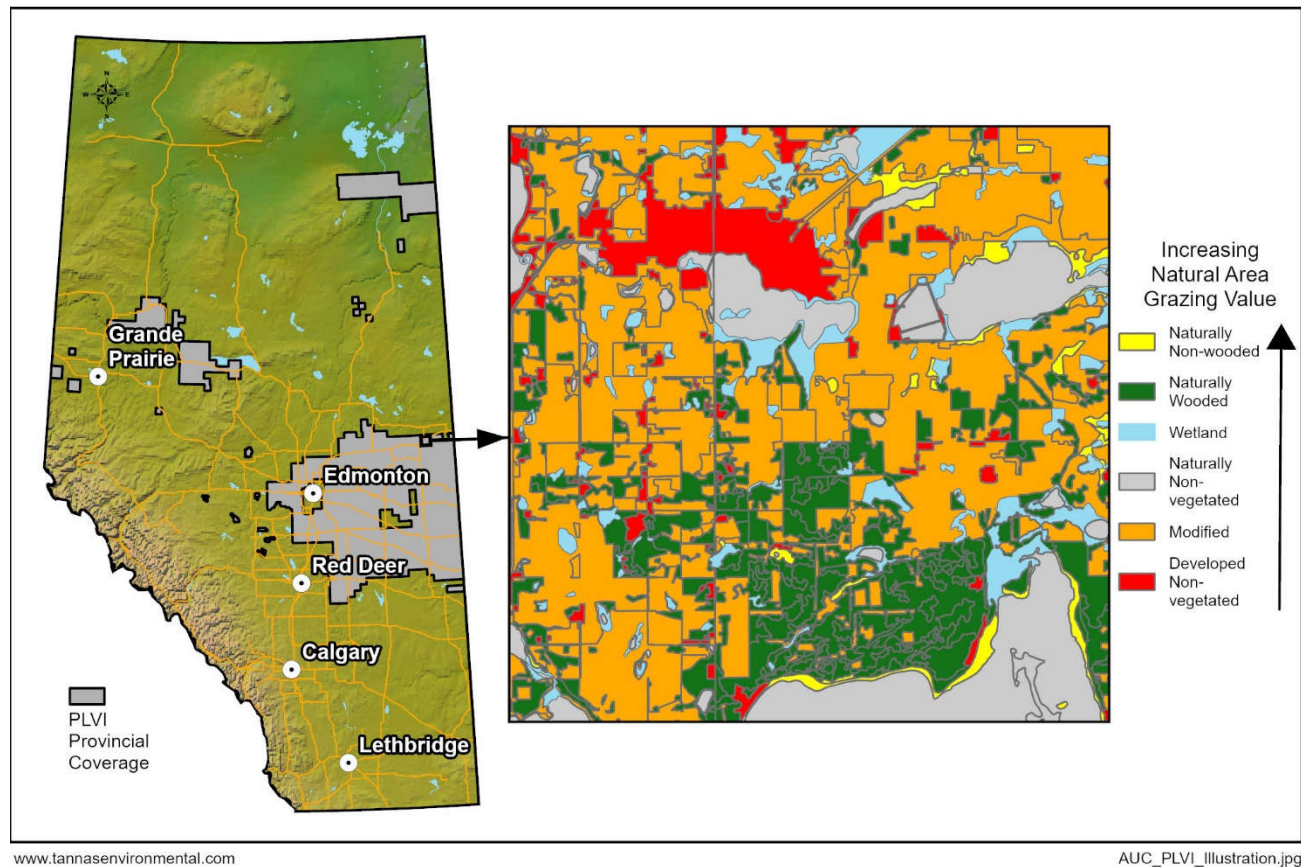 N
W
E
S
Grande
Prairie
Edmonton
Red Deer
Calgary
Lethbridge
PLVI
Provincial
Coverage
Increasing
Natural Area
Grazing Value
Naturally
Non-wooded
Naturally
Wooded
Wetland
Naturally
Non-
vegetated
Modified
Developed
Non-
vegetated
www.tannasenvironmental.com
AUC_PLVI_Illustration.jpg